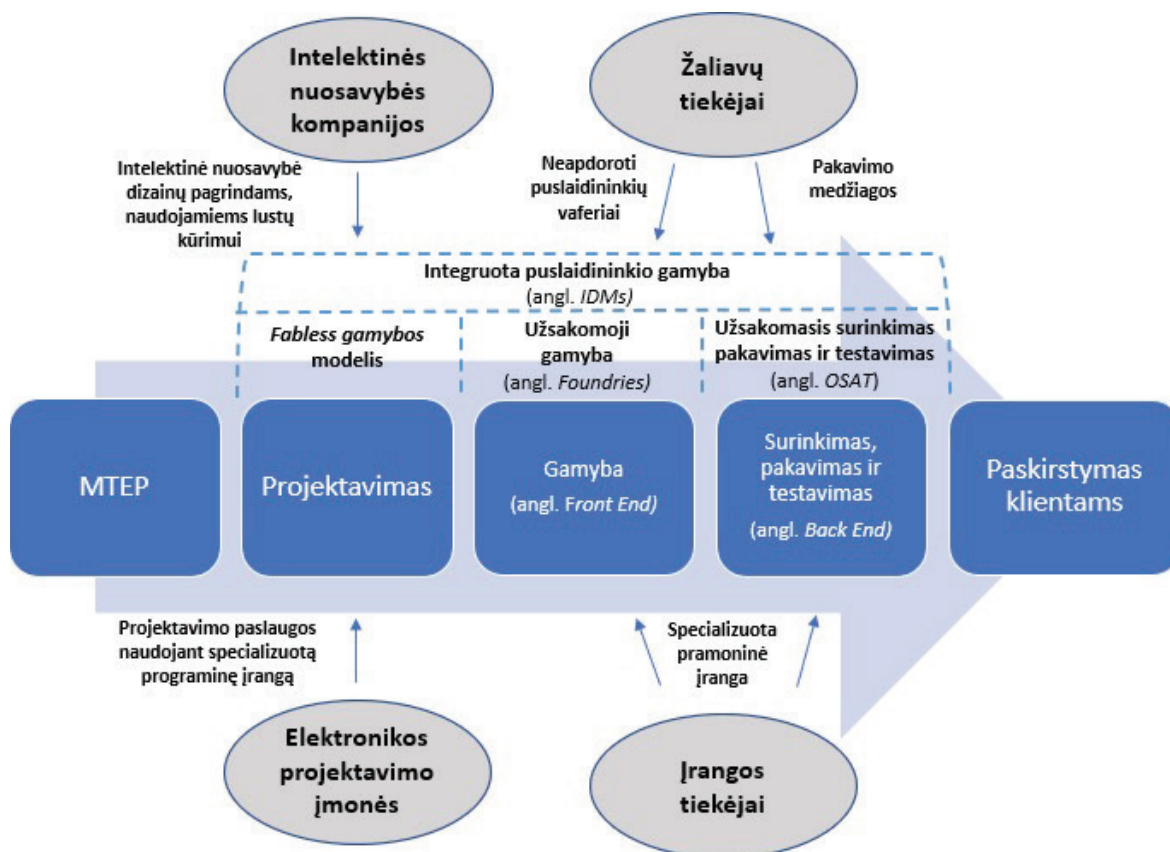 Intelektinės
nuosavybės
kompanijos
Žaliavų
tiekėjai
Intelektinė nuosavybė
dizainų pagrindams,
naudojamiems lustų
kūrimui
Neapdoroti
puslaidininkių
vaferiai
Pakavimo
medžiagos
Integruota puslaidininkio gamyba
(angl. IDMs)
Fabless gamybos
modelis
Užsakomoji
gamyba
(angl. Foundries)
Užsakomasis surinkimas
pakavimas ir testavimas
(angl. OSAT)
MTEP
Projektavimas
Gamyba
(angl. Front End)
Surinkimas,
pakavimas ir
testavimas
(angl. Back End)
Paskirstymas
klientams
Projektavimo paslaugos
naudojant specializuotą
programinę įrangą
Specializuota
pramoninė
įranga
Elektronikos
projektavimo
įmonės
Įrangos
tiekėjai